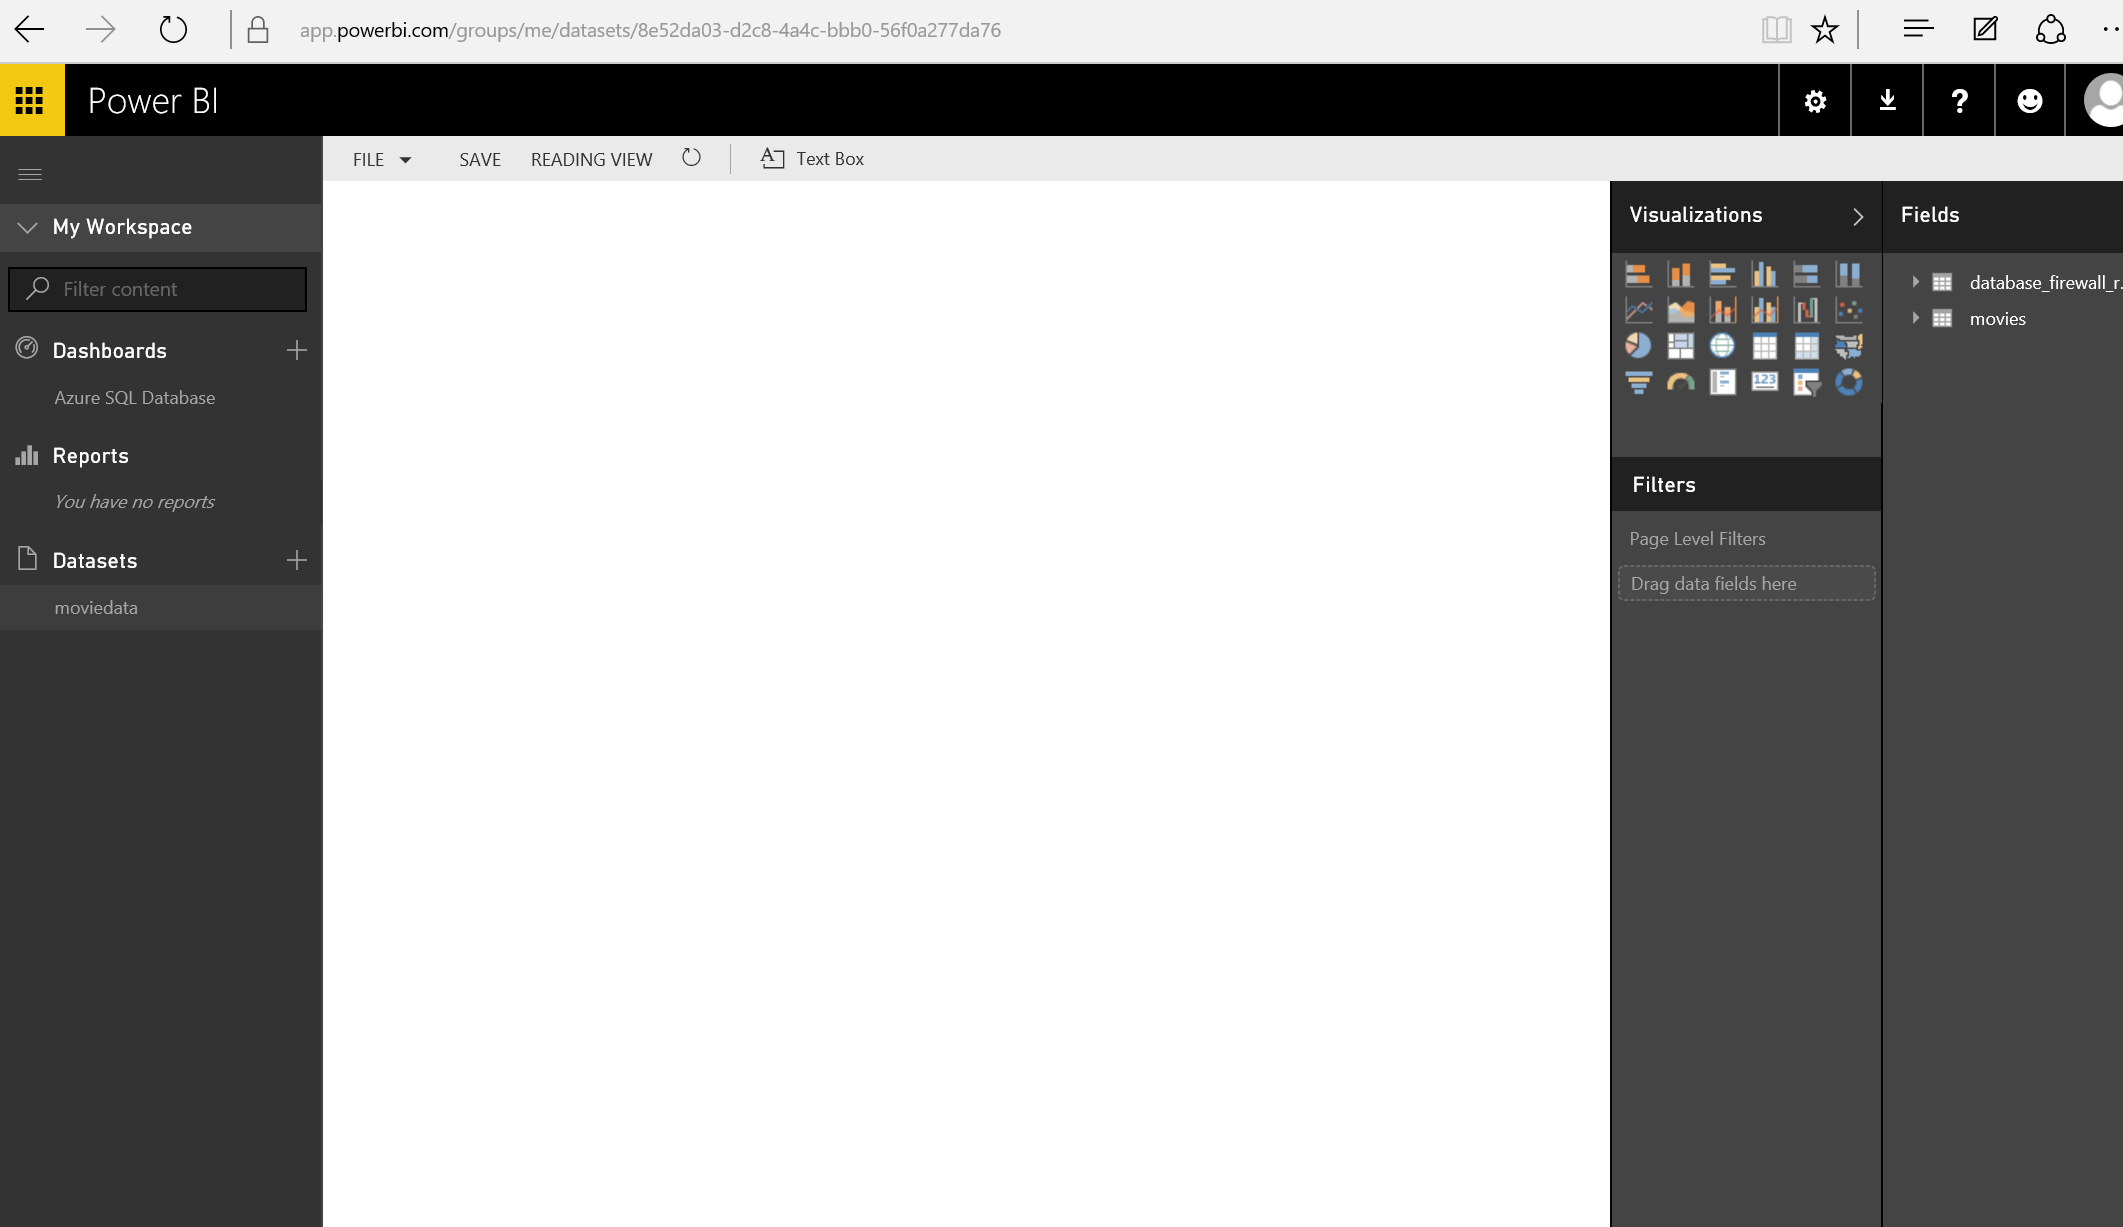 app.powerbi.com/groups/me/datasets/8e52da03-d2c8-4a4c-bbb0-56f0a277da76
Power BI
?
FILE SAVE READING VIEW Text Box
My Workspace
Filter content
Dashboards
Azure SQL Database
Reports
You have no reports
Datasets
moviedata
Visualizations
123
Filters
Page Level Filters
Drag data fields here
Fields
database_firewall_r.
movies